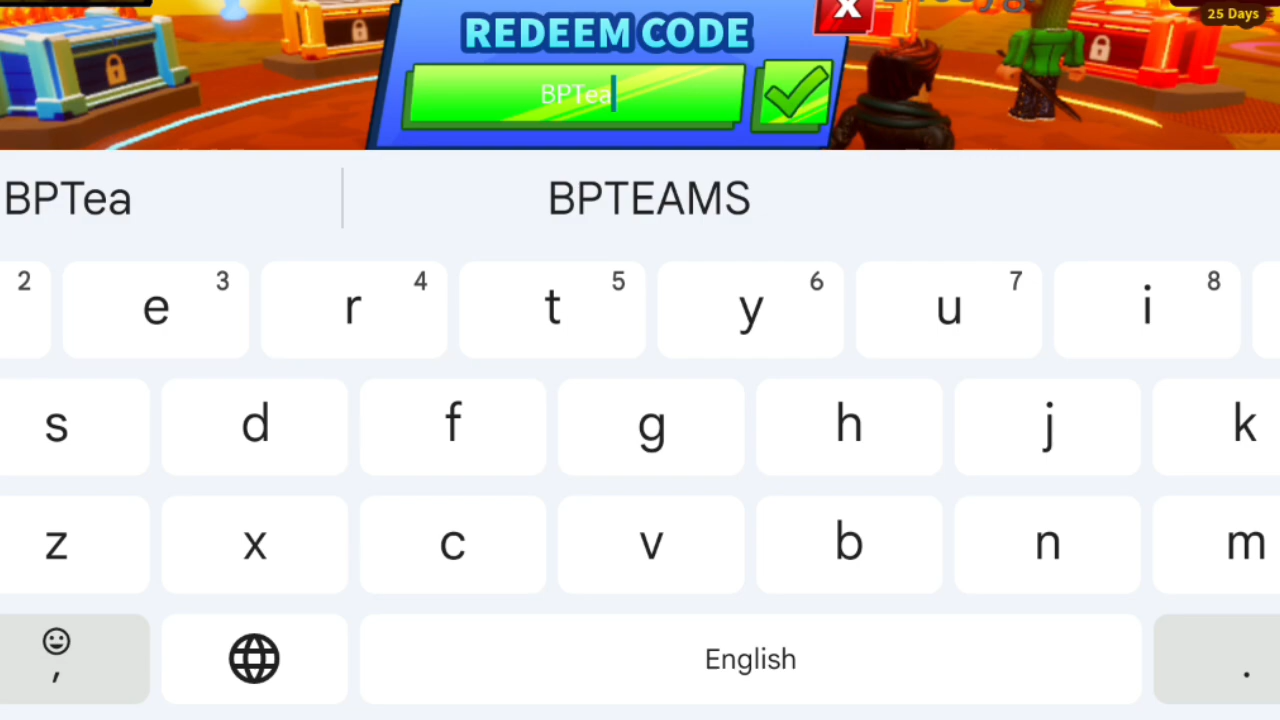 25 Days
REDEEM CODE
X
BPTea
BPTea BPTEAMS
2 3 4 5 6 7 8
e r t y u i
s d f g h j k
z x c v b n m
, English .